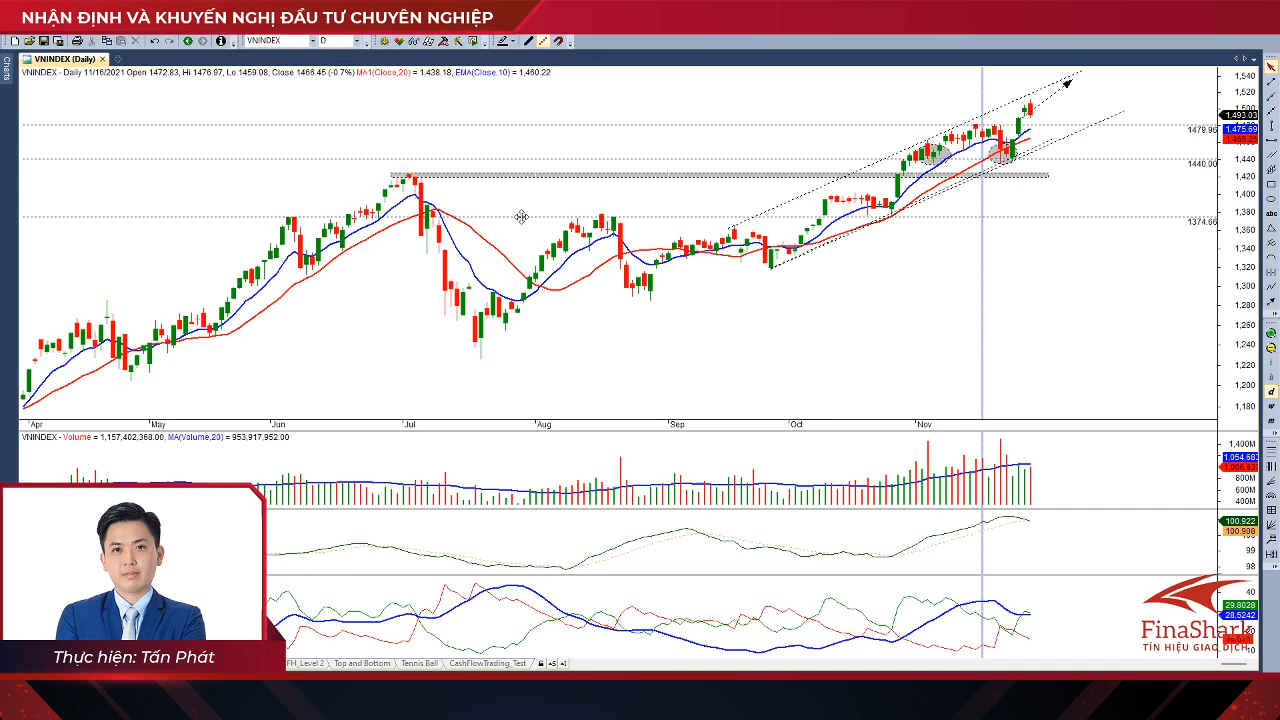 NHẬN ĐỊNH VÀ KHUYẾN NGHỊ ĐẦU TƯ CHUYÊN NGHIỆP
VNINDEX D
Charts
VNINDEX (Daily)
VNINDEX - Daily 11/16/2021 Open 1472.83, Hi 1476.97, Lo 1459.08, Close 1466.45 (-0.7%) MA1(Close,20) = 1,438.18, EMA(Close,10) = 1,460.22
1,540
1,520
1,500
1,493.03
1479.96
1,475.69
1,440
1440.00
1,420
1,400
1,380
1374.66
1,360
1,340
1,320
1,300
1,280
1,260
1,240
1,220
1,200
1,180
Apr May Jun Jul Aug Sep Oct Nov
VNINDEX - Volume = 1,157,402,368.00, MA(Volume,20) = 953,917,952.00
1,400M
1,054.683
800M
600M
400M
100.922
100.908
99
98
40
29.8028
28.5242
10
abc
FinaShark
TÍN HIỆU GIAO DỊCH
Thực hiện: Tấn Phát
FH_Level 2 Top and Bottom Tennis Ball CashFlowTrading_Test